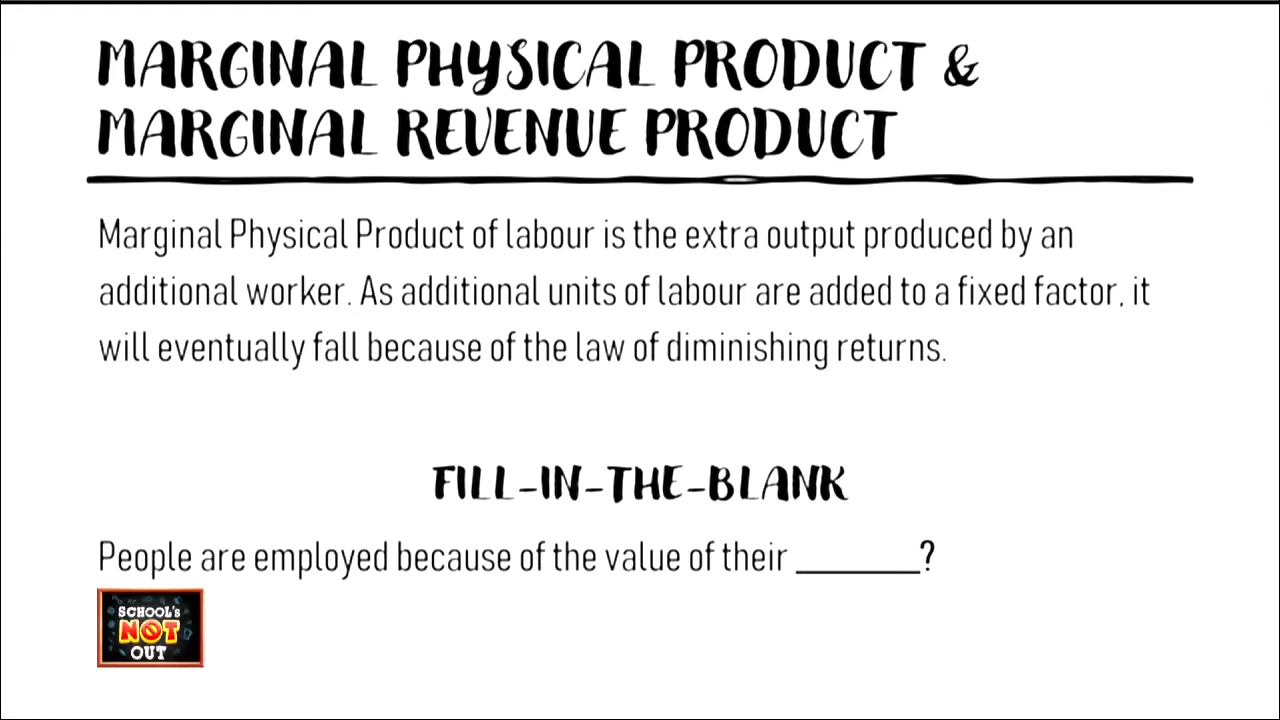 MARGINAL PHYSICAL PRODUCT &
MARGINAL REVENUE PRODUCT
Marginal Physical Product of labour is the extra output produced by an
additional worker. As additional units of labour are added to a fixed factor, it
will eventually fall because of the law of diminishing returns.
FILL-IN-THE-BLANK
People are employed because of the value of their ________?
SCHOOL'S
NOT
OUT